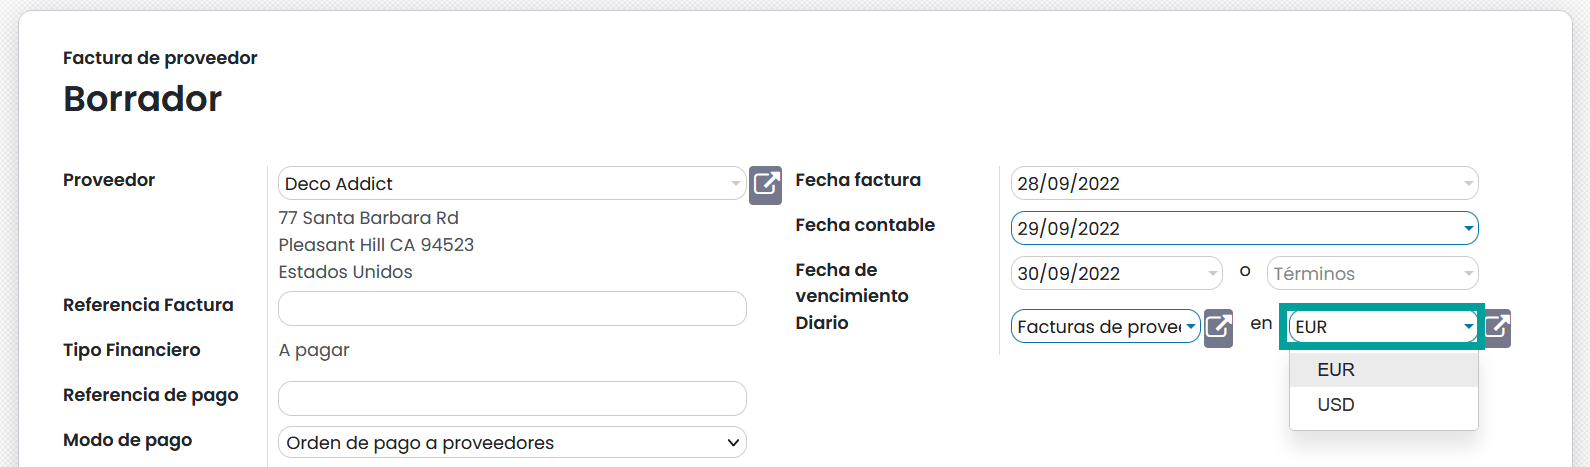 Factura de proveedor
Borrador
Proveedor
Deco Addict
77 Santa Barbara Rd
Pleasant Hill CA 94523
Estados Unidos
Referencia Factura
Tipo Financiero
A pagar
Referencia de pago
Modo de pago
Orden de pago a proveedores
Fecha factura
28/09/2022
Fecha contable
29/09/2022
Fecha de
vencimiento
30/09/2022 o Términos
Diario
Facturas de provee en EUR
EUR
USD